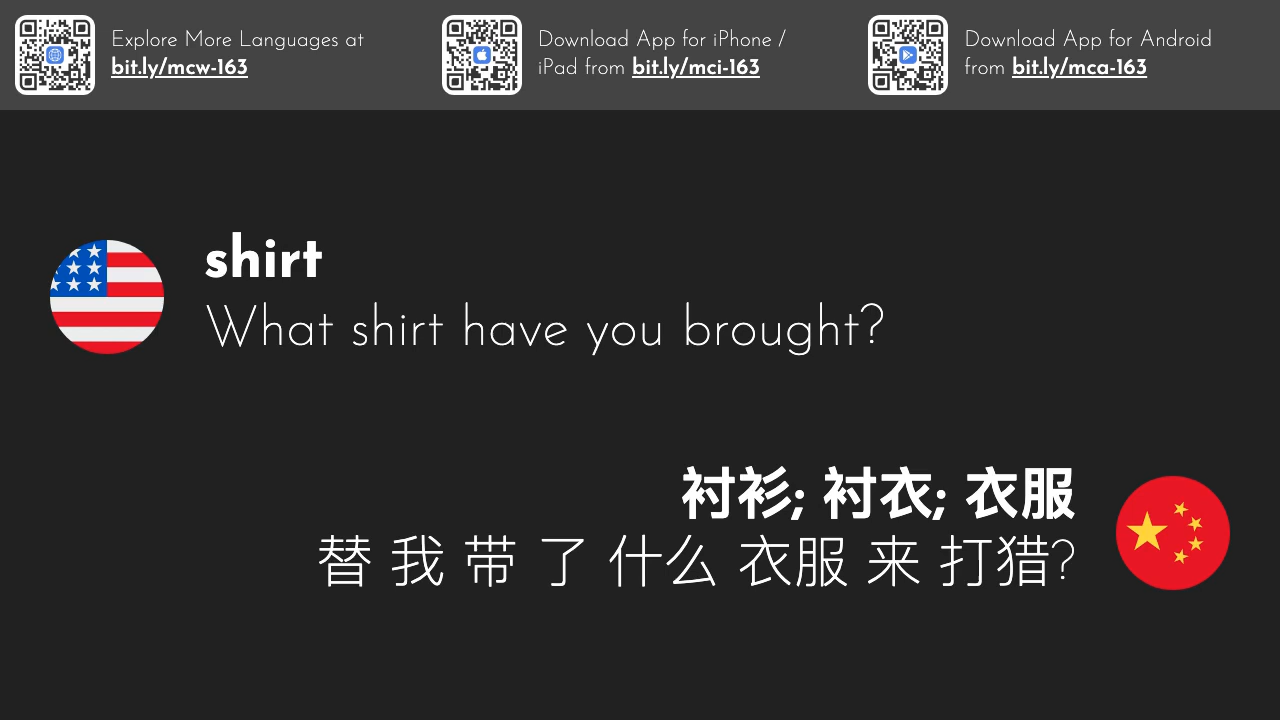 Explore More Languages at
bit.ly/mcw-163
Download App for iPhone /
iPad from bit.ly/mci-163
Download App for Android
from bit.ly/mca-163
shirt
What shirt have you brought?
衬衫; 衬衣; 衣服
替 我 带 了 什么 衣服 来 打猎?